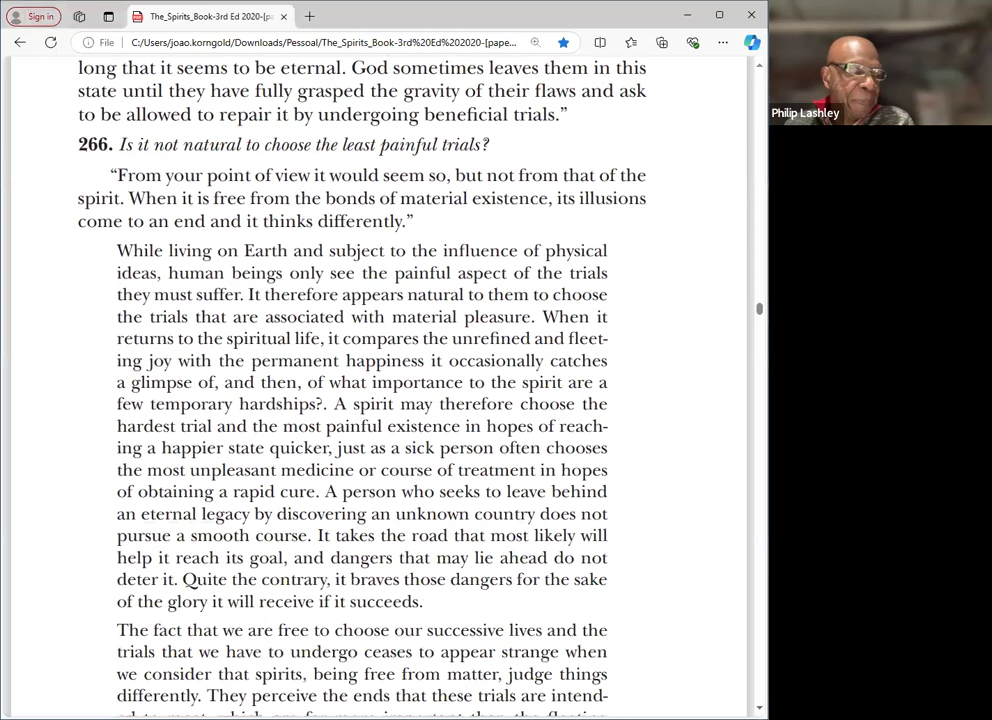 Sign in
The_Spirits_Book-3rd Ed 2020-[pa
File
C:/Users/joao.korngold/Downloads/Pessoal/The_Spirits_Book-3rd%20Ed%202020-[pape...
Philip Lashley
long that it seems to be eternal. God sometimes leaves them in this
state until they have fully grasped the gravity of their flaws and ask
to be allowed to repair it by undergoing beneficial trials.”
266. Is it not natural to choose the least painful trials?
“From your point of view it would seem so, but not from that of the
spirit. When it is free from the bonds of material existence, its illusions
come to an end and it thinks differently.”
While living on Earth and subject to the influence of physical
ideas, human beings only see the painful aspect of the trials
they must suffer. It therefore appears natural to them to choose
the trials that are associated with material pleasure. When it
returns to the spiritual life, it compares the unrefined and fleet-
ing joy with the permanent happiness it occasionally catches
a glimpse of, and then, of what importance to the spirit are a
few temporary hardships?. A spirit may therefore choose the
hardest trial and the most painful existence in hopes of reach-
ing a happier state quicker, just as a sick person often chooses
the most unpleasant medicine or course of treatment in hopes
of obtaining a rapid cure. A person who seeks to leave behind
an eternal legacy by discovering an unknown country does not
pursue a smooth course. It takes the road that most likely will
help it reach its goal, and dangers that may lie ahead do not
deter it. Quite the contrary, it braves those dangers for the sake
of the glory it will receive if it succeeds.
The fact that we are free to choose our successive lives and the
trials that we have to undergo ceases to appear strange when
we consider that spirits, being free from matter, judge things
differently. They perceive the ends that these trials are intend-